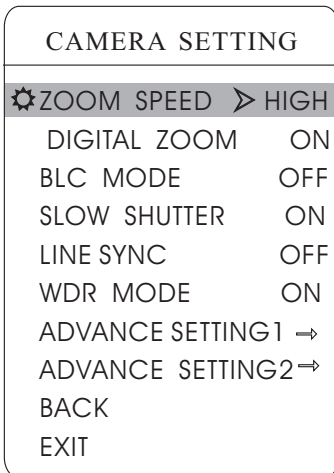 CAMERA SETTING
ZOOM SPEED HIGH
DIGITAL ZOOM ON
BLC MODE OFF
SLOW SHUTTER ON
LINE SYNC OFF
WDR MODE ON
ADVANCE SETTING1 →
ADVANCE SETTING2 →
BACK
EXIT